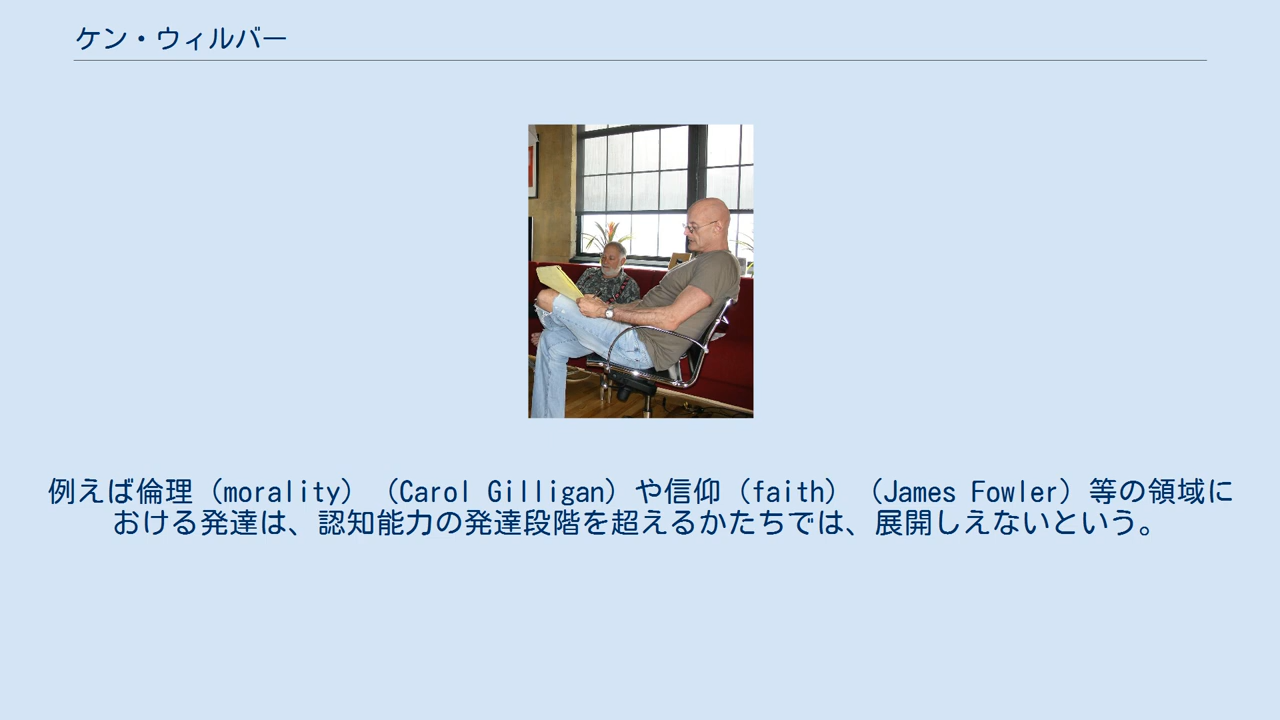 ケン・ウィルバー
例えば倫理（morality）（Carol Gilligan）や信仰（faith）（James Fowler）等の領域に
おける発達は、認知能力の発達段階を超えるかたちでは、展開しえないという。